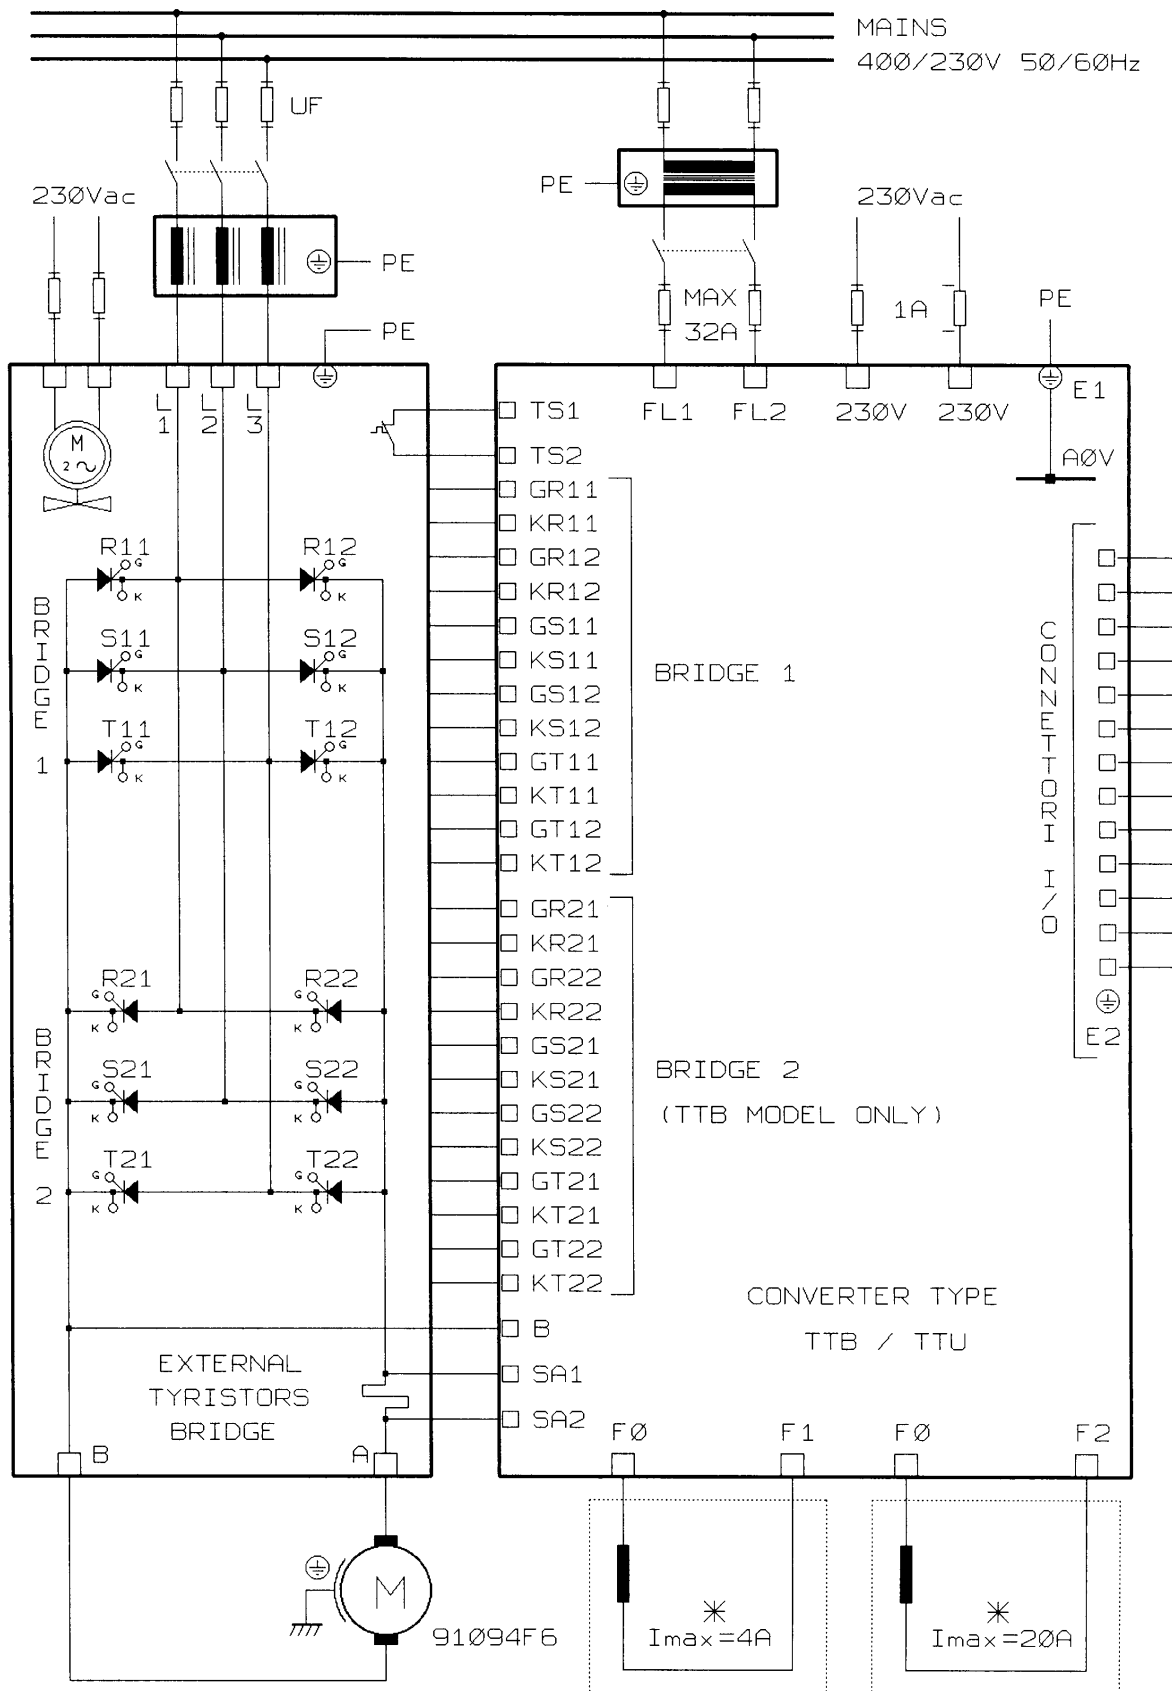 MAINS
400/230V 50/60Hz
UF
230Vac
PE
PE
PE
230Vac
MAX
32A
1A
PE
L1
L2
L3
FL1
FL2
230V
230V
E1
A0V
M
2
TS1
TS2
GR11
KR11
GR12
KR12
GS11
KS11
GS12
KS12
GT11
KT11
GT12
KT12
BRIDGE 1
GR21
KR21
GR22
KR22
GS21
KS21
GS22
KS22
GT21
KT21
GT22
KT22
BRIDGE 2
(TTB MODEL ONLY)
B
SA1
SA2
CONNETTORI I/O
E2
BRIDGE 1
R11
G
K
R12
G
K
S11
G
K
S12
G
K
T11
G
K
T12
G
K
BRIDGE 2
R21
G
K
R22
G
K
S21
G
K
S22
G
K
T21
G
K
T22
G
K
CONVERTER TYPE
TTB / TTU
EXTERNAL
TYRISTORS
BRIDGE
B
A
F0
F1
F0
F2
M
91094F6
Imax=4A
Imax=20A